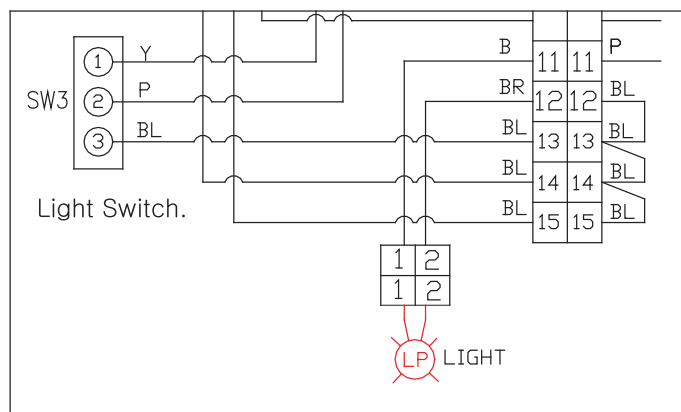 B 11 11 P
1 Y
BR 12 12 BL
SW3 2 P
3 BL
BL 13 13 BL
BL 14 14 BL
Light Switch.
BL 15 15 BL
1 2
1 2
LP LIGHT